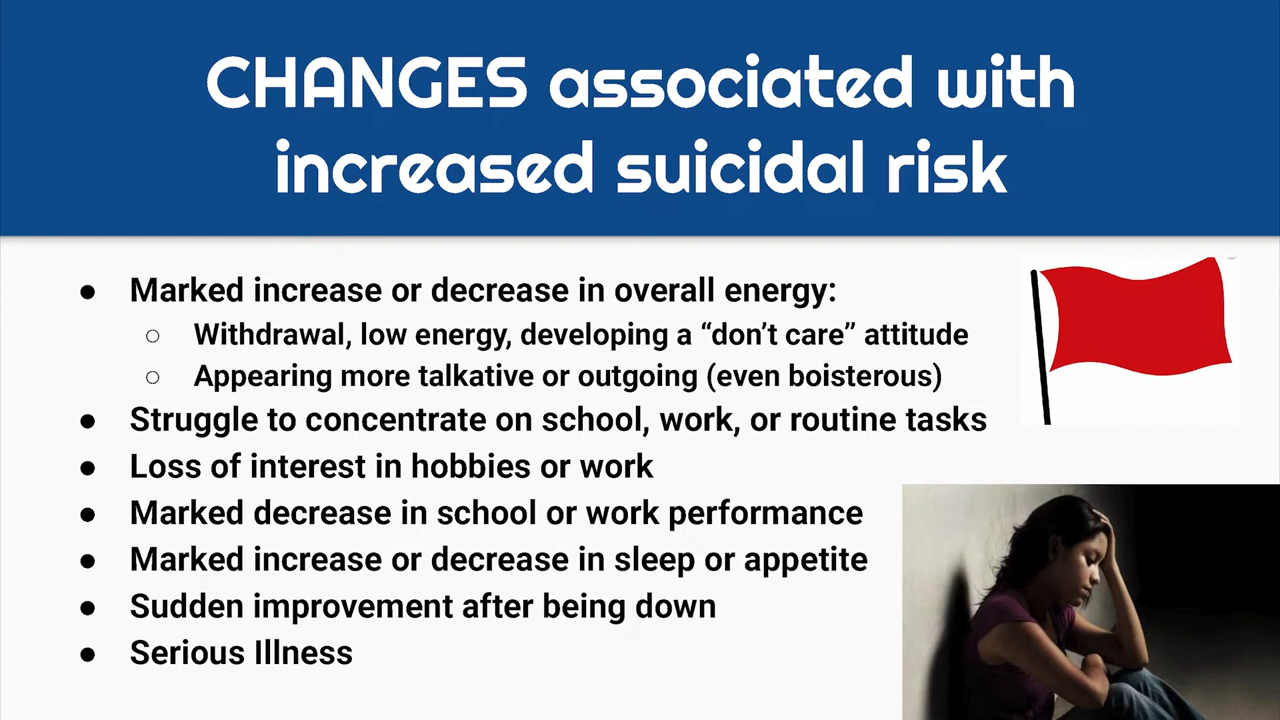 CHANGES associated with
increased suicidal risk
● Marked increase or decrease in overall energy:
○ Withdrawal, low energy, developing a “don’t care” attitude
○ Appearing more talkative or outgoing (even boisterous)
● Struggle to concentrate on school, work, or routine tasks
● Loss of interest in hobbies or work
● Marked decrease in school or work performance
● Marked increase or decrease in sleep or appetite
● Sudden improvement after being down
● Serious Illness